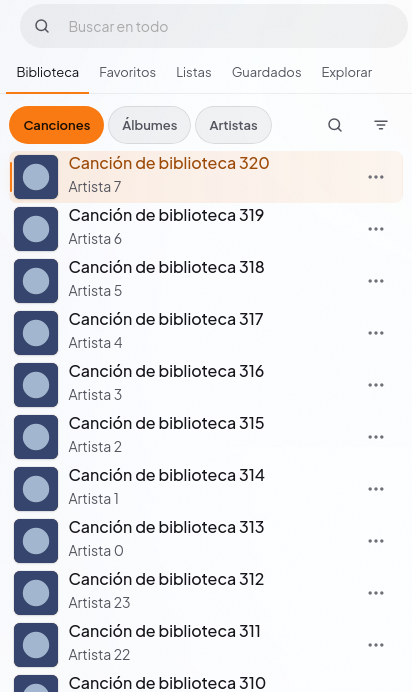 Buscar en todo
Biblioteca Favoritos Listas Guardados Explorar
Canciones Álbumes Artistas
Canción de biblioteca 320
Artista 7
Canción de biblioteca 319
Artista 6
Canción de biblioteca 318
Artista 5
Canción de biblioteca 317
Artista 4
Canción de biblioteca 316
Artista 3
Canción de biblioteca 315
Artista 2
Canción de biblioteca 314
Artista 1
Canción de biblioteca 313
Artista 0
Canción de biblioteca 312
Artista 23
Canción de biblioteca 311
Artista 22
Canción de biblioteca 310